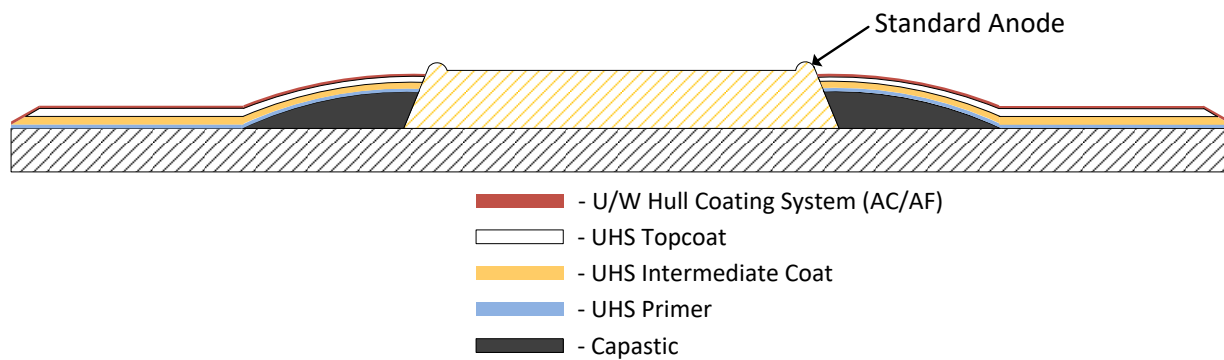 Standard Anode
- U/W Hull Coating System (AC/AF)
- UHS Topcoat
- UHS Intermediate Coat
- UHS Primer
- Capastic